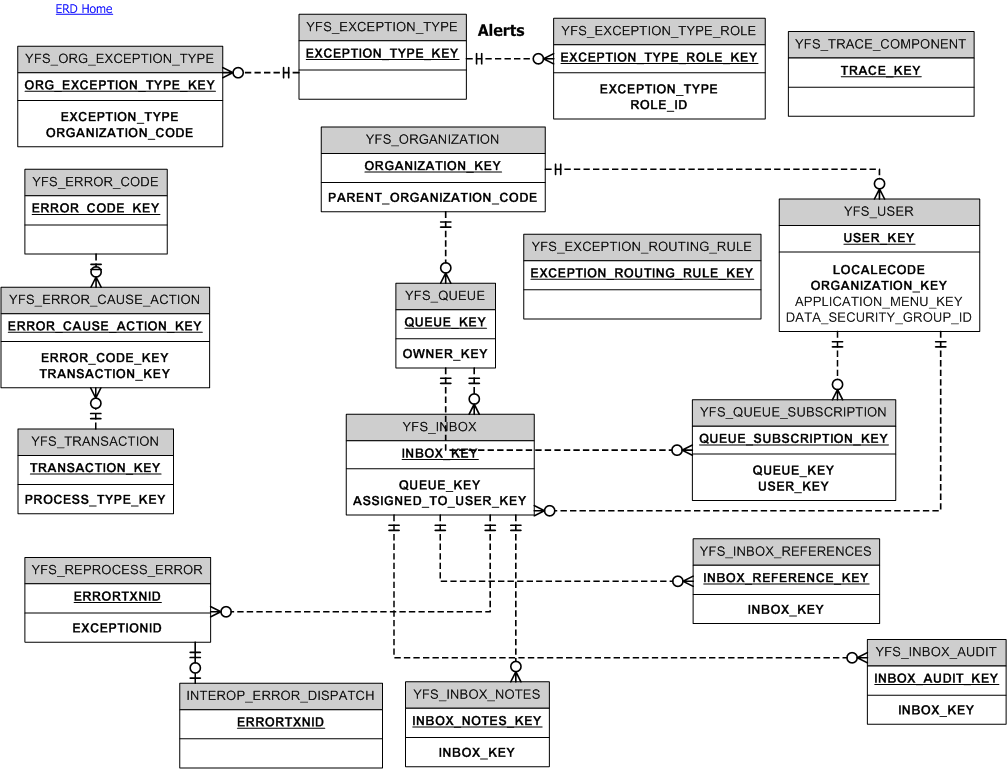 ERD Home
Alerts
YFS_EXCEPTION_TYPE
EXCEPTION_TYPE_KEY
YFS_EXCEPTION_TYPE_ROLE
EXCEPTION_TYPE_ROLE_KEY
EXCEPTION_TYPE
ROLE_ID
YFS_TRACE_COMPONENT
TRACE_KEY
YFS_ORG_EXCEPTION_TYPE
ORG_EXCEPTION_TYPE_KEY
EXCEPTION_TYPE
ORGANIZATION_CODE
YFS_ORGANIZATION
ORGANIZATION_KEY
PARENT_ORGANIZATION_CODE
YFS_ERROR_CODE
ERROR_CODE_KEY
YFS_USER
USER_KEY
LOCALECODE
ORGANIZATION_KEY
APPLICATION_MENU_KEY
DATA_SECURITY_GROUP_ID
YFS_EXCEPTION_ROUTING_RULE
EXCEPTION_ROUTING_RULE_KEY
YFS_ERROR_CAUSE_ACTION
ERROR_CAUSE_ACTION_KEY
ERROR_CODE_KEY
TRANSACTION_KEY
YFS_QUEUE
QUEUE_KEY
OWNER_KEY
YFS_QUEUE_SUBSCRIPTION
QUEUE_SUBSCRIPTION_KEY
QUEUE_KEY
USER_KEY
YFS_INBOX
INBOX_KEY
QUEUE_KEY
ASSIGNED_TO_USER_KEY
YFS_TRANSACTION
TRANSACTION_KEY
PROCESS_TYPE_KEY
YFS_INBOX_REFERENCES
INBOX_REFERENCE_KEY
INBOX_KEY
YFS_REPROCESS_ERROR
ERRORTXNID
EXCEPTIONID
YFS_INBOX_AUDIT
INBOX_AUDIT_KEY
INBOX_KEY
INTEROP_ERROR_DISPATCH
ERRORTXNID
YFS_INBOX_NOTES
INBOX_NOTES_KEY
INBOX_KEY